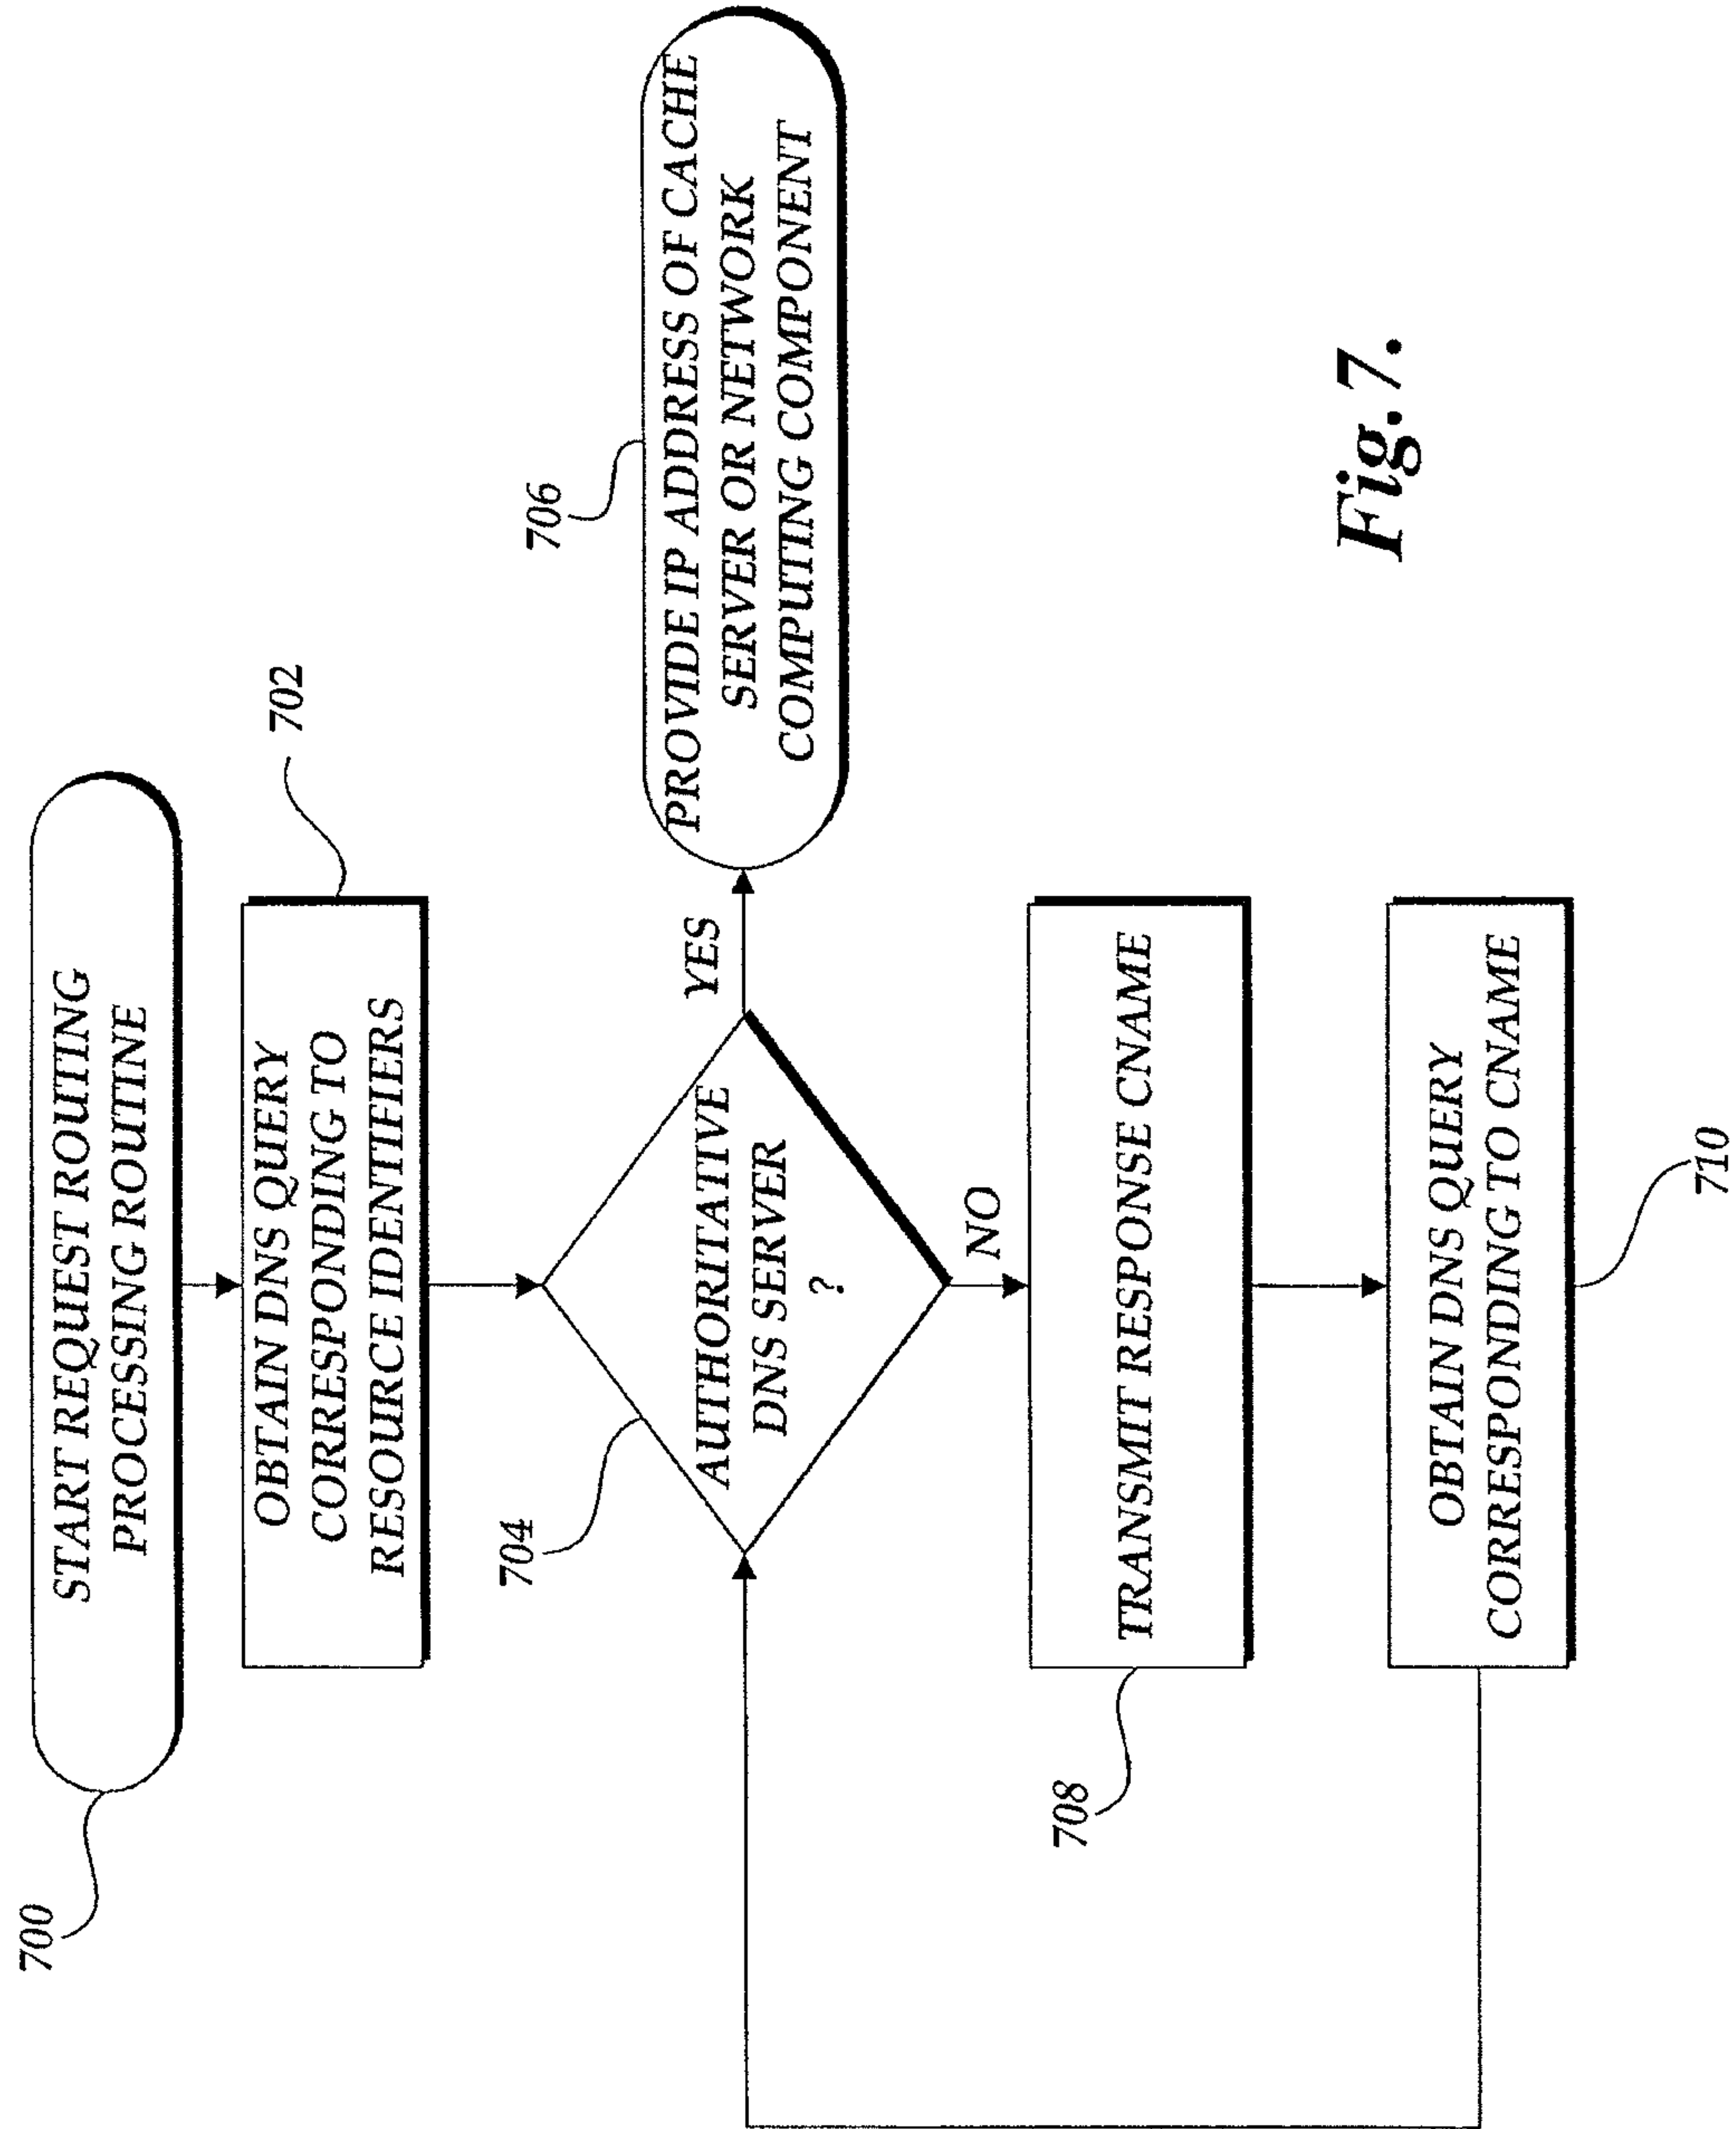 700
START REQUEST ROUTING
PROCESSING ROUTINE
702
OBTAIN DNS QUERY
CORRESPONDING TO
RESOURCE IDENTIFIERS
704
AUTHORITATIVE
DNS SERVER
?
YES
706
PROVIDE IP ADDRESS OF CACHE
SERVER OR NETWORK
COMPUTING COMPONENT
NO
708
TRANSMIT RESPONSE CNAME
OBTAIN DNS QUERY
CORRESPONDING TO CNAME
710
Fig.7.